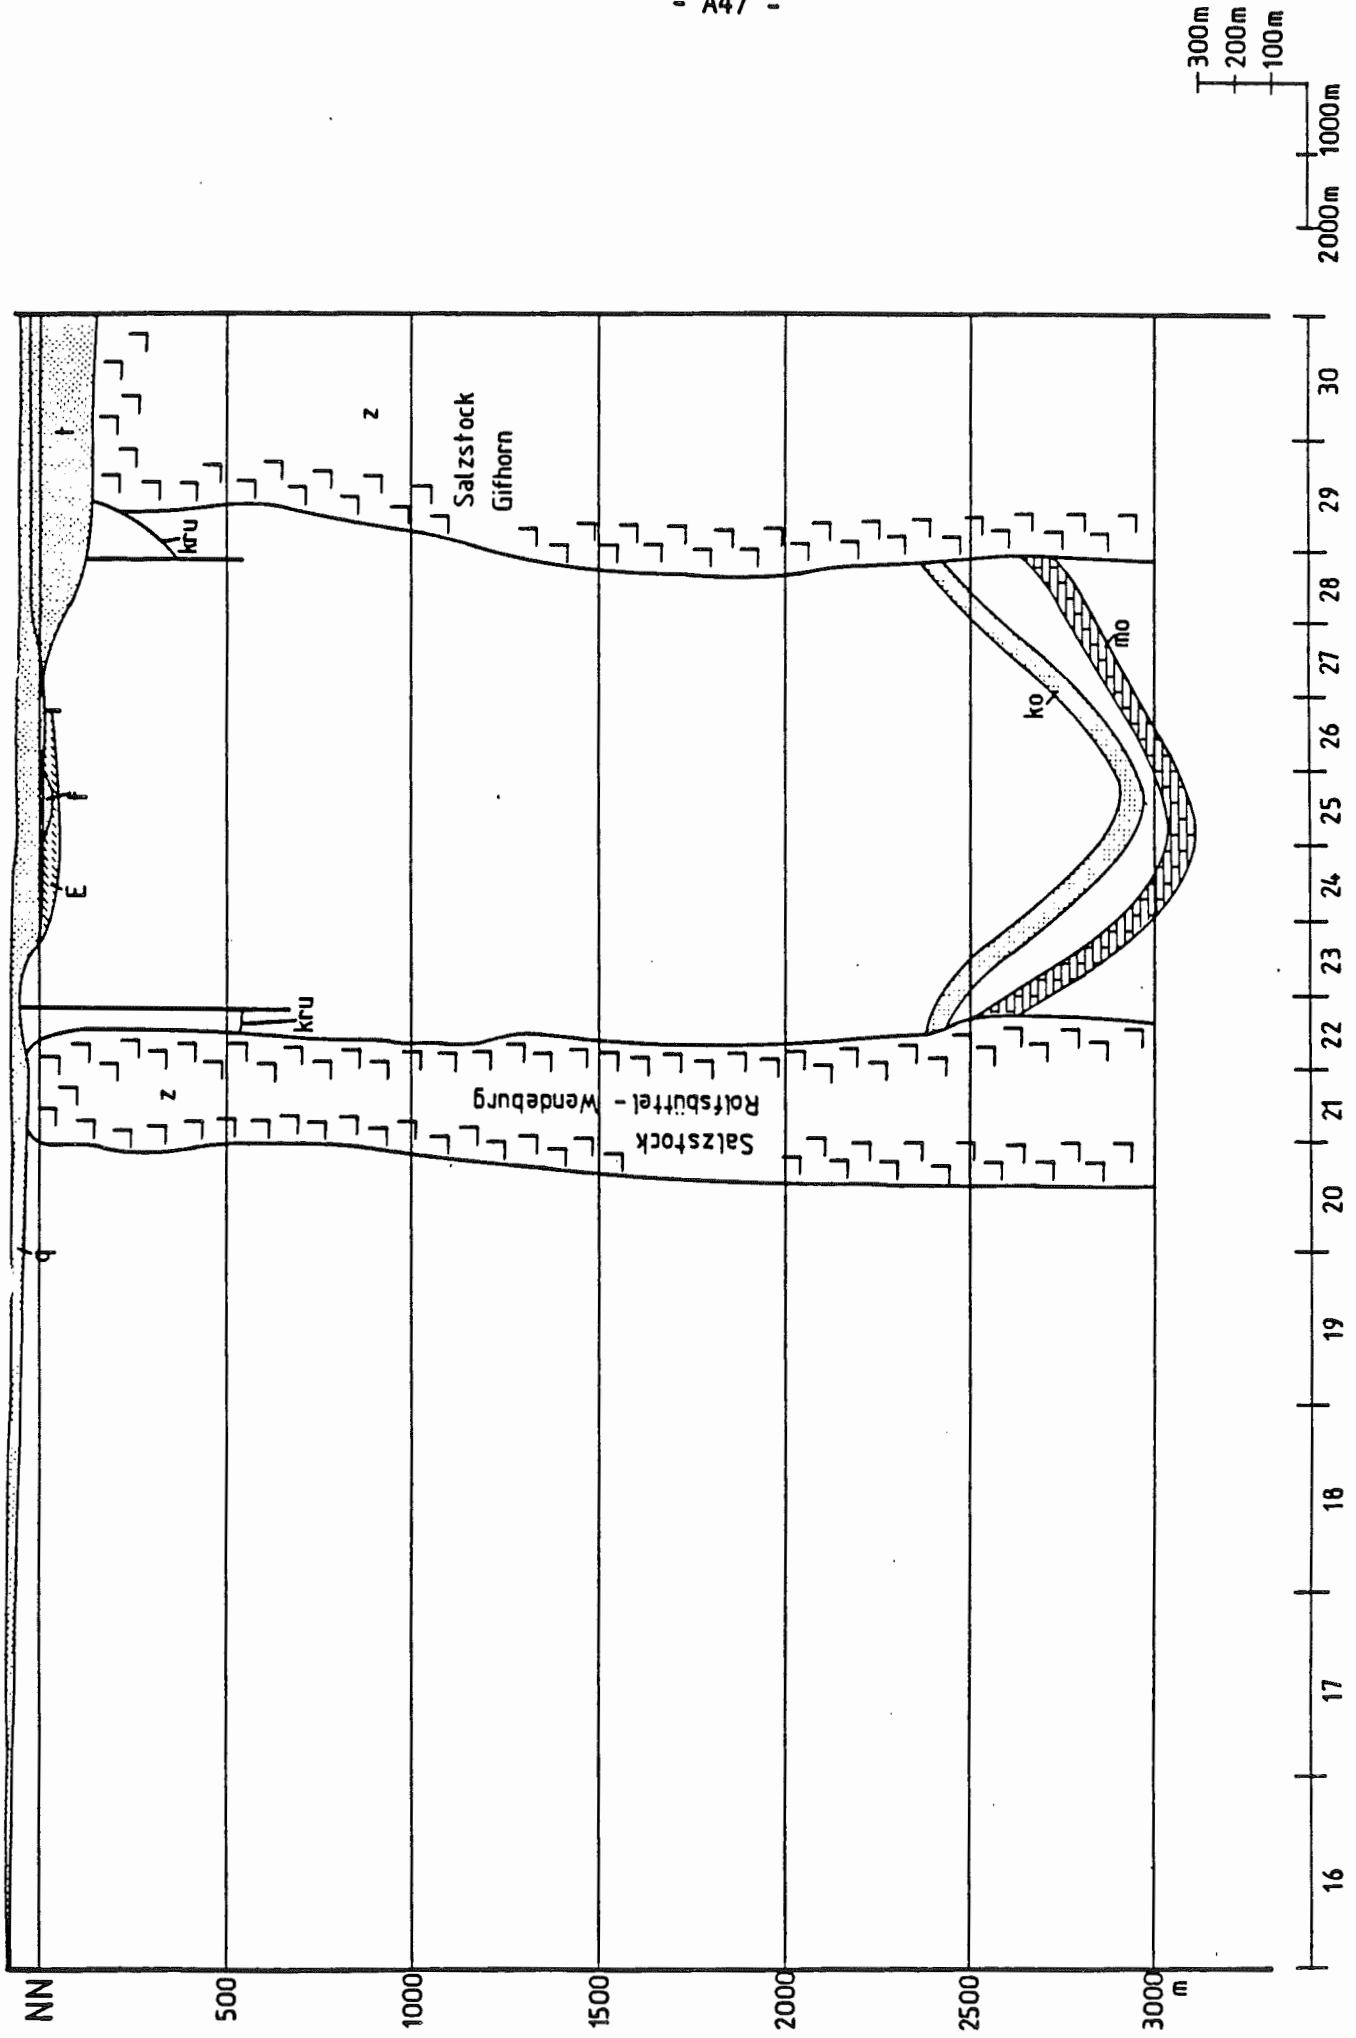 - A47 -
300m
200m
100m
1000m
2000m
NN
500
1000
1500
2000
2500
3000
m
q
z
Salzstock
Rolfsbüttel - Wendeburg
kru
E
f
ko
mo
kru
t
z
Salzstock
Gifhorn
16 17 18 19 20 21 22 23 24 25 26 27 28 29 30